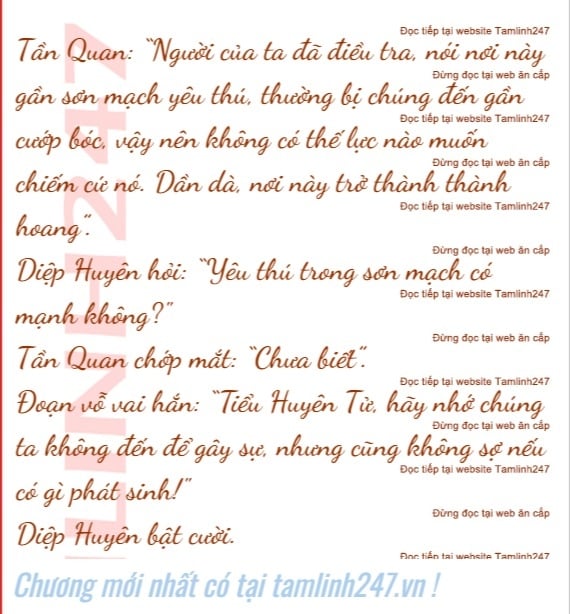 Đọc tiếp tại website Tamlinh247
Tần Quan: “Người của ta đã điều tra, nói nơi này
Đừng đọc tại web ăn cắp
gần sơn mạch yêu thú, thường bị chúng đến gần
Đọc tiếp tại website Tamlinh247
cướp bóc, vậy nên không có thế lực nào muốn
Đừng đọc tại web ăn cắp
chiếm cứ nó. Dần dà, nơi này trở thành thành
Đọc tiếp tại website Tamlinh247
hoang”.
Đừng đọc tại web ăn cắp
Diệp Huyên hỏi: “Yêu thú trong sơn mạch có
Đọc tiếp tại website Tamlinh247
mạnh không?”
Đừng đọc tại web ăn cắp
Tần Quan chớp mắt: “Chưa biết”.
Đọc tiếp tại website Tamlinh247
Đoạn vỗ vai hắn: “Tiểu Huyên Tử, hãy nhớ chúng
Đừng đọc tại web ăn cắp
ta không đến để gây sự, nhưng cũng không sợ nếu
Đọc tiếp tại website Tamlinh247
có gì phát sinh!”
Đừng đọc tại web ăn cắp
Diệp Huyên bật cười.
Đọc tiếp tại website Tamlinh247
LINH247
Chương mới nhất có tại tamlinh247.vn !